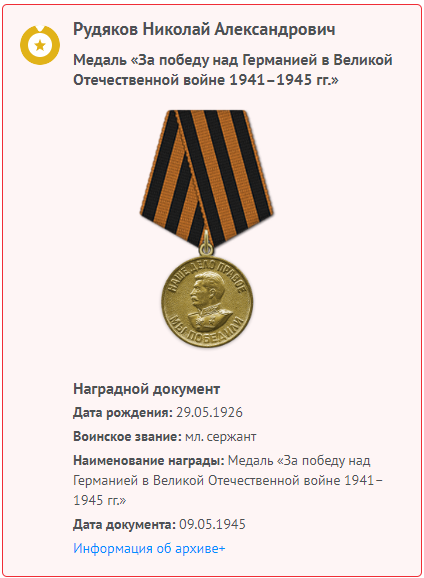 Рудяков Николай Александрович
Медаль «За победу над Германией в Великой
Отечественной войне 1941–1945 гг.»
НАШЕ ДЕЛО ПРАВОЕ
МЫ ПОБЕДИЛИ
Наградной документ
Дата рождения: 29.05.1926
Воинское звание: мл. сержант
Наименование награды: Медаль «За победу над
Германией в Великой Отечественной войне 1941–
1945 гг.»
Дата документа: 09.05.1945
Информация об архиве+